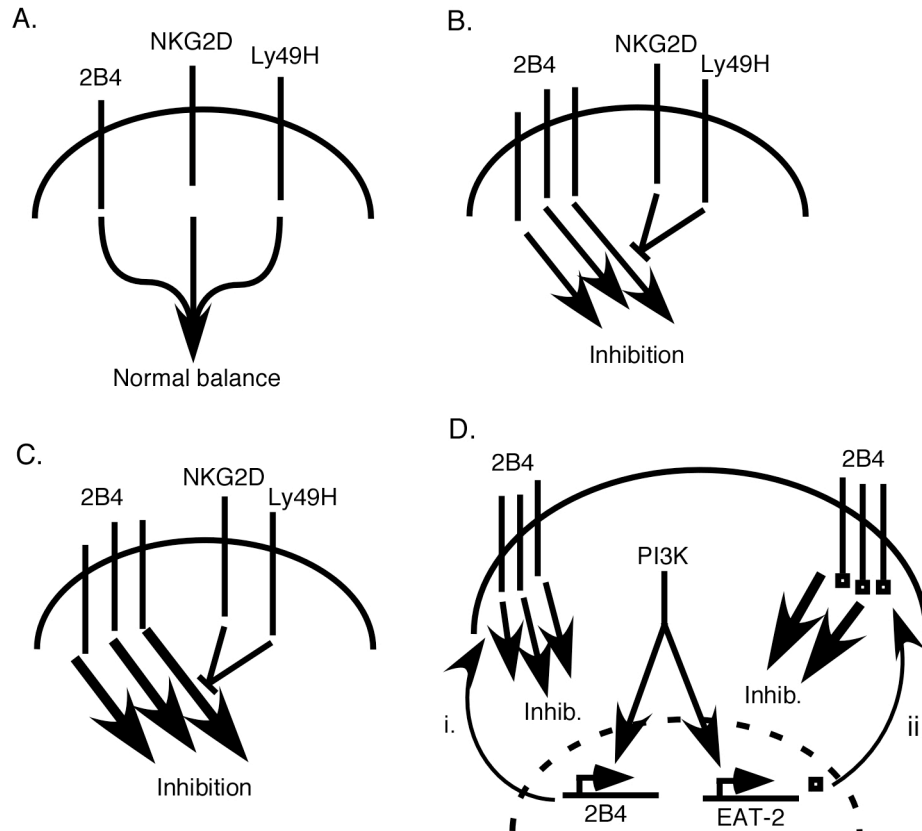 A.
NKG2D
2B4
Ly49H
Normal balance
B.
NKG2D
2B4
Ly49H
Inhibition
C.
NKG2D
2B4
Ly49H
Inhibition
D.
2B4
2B4
PI3K
Inhib.
Inhib.
i.
ii
2B4
EAT-2